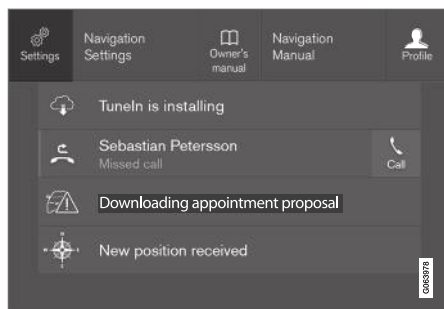 Settings
Navigation
Settings
Owner's
manual
Navigation
Manual
Profile
TuneIn is installing
Sebastian Petersson
Missed call
Call
Downloading appointment proposal
New position received
G063978